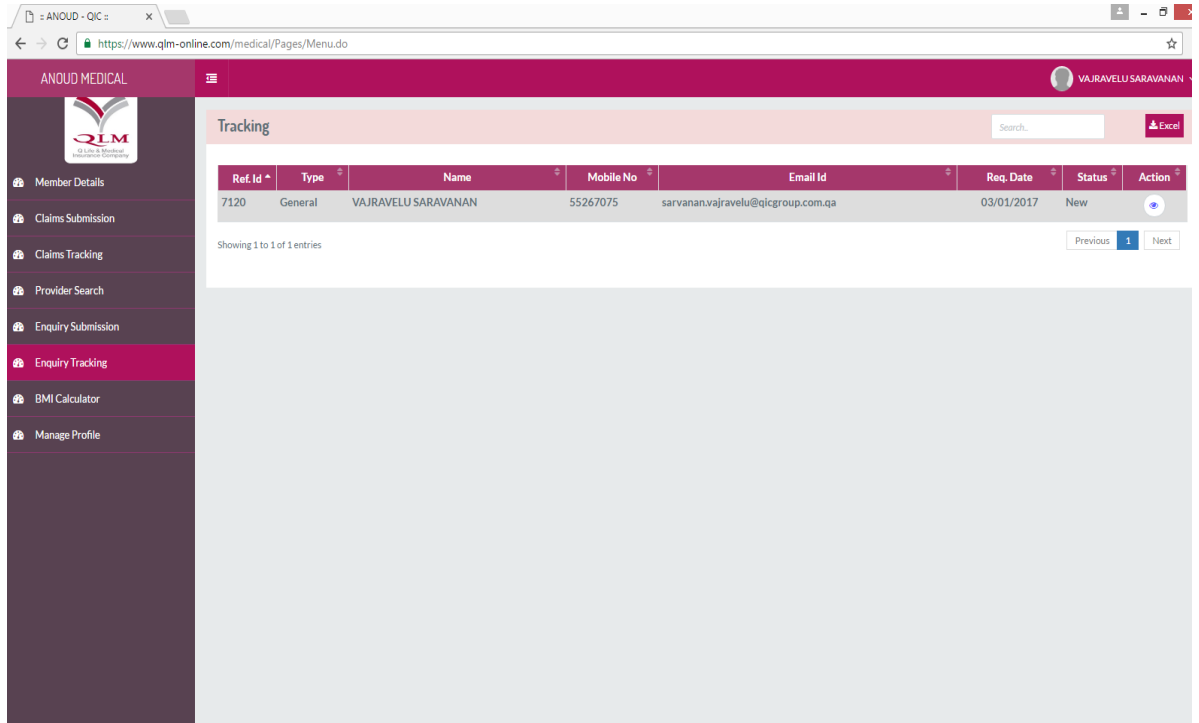 :: ANOUD - QIC ::
https://www.qlm-online.com/medical/Pages/Menu.do
ANOUD MEDICAL
VAJRAVELU SARAVANAN
QLM
Q Life & Medical
Insurance Company
Tracking
Search..
Excel
Member Details
Claims Submission
Claims Tracking
Provider Search
Enquiry Submission
Enquiry Tracking
BMI Calculator
Manage Profile
Ref. Id Type Name Mobile No Email Id Req. Date Status Action
7120 General VAJRAVELU SARAVANAN 55267075 sarvanan.vajravelu@qicgroup.com.qa 03/01/2017 New
Showing 1 to 1 of 1 entries
Previous 1 Next